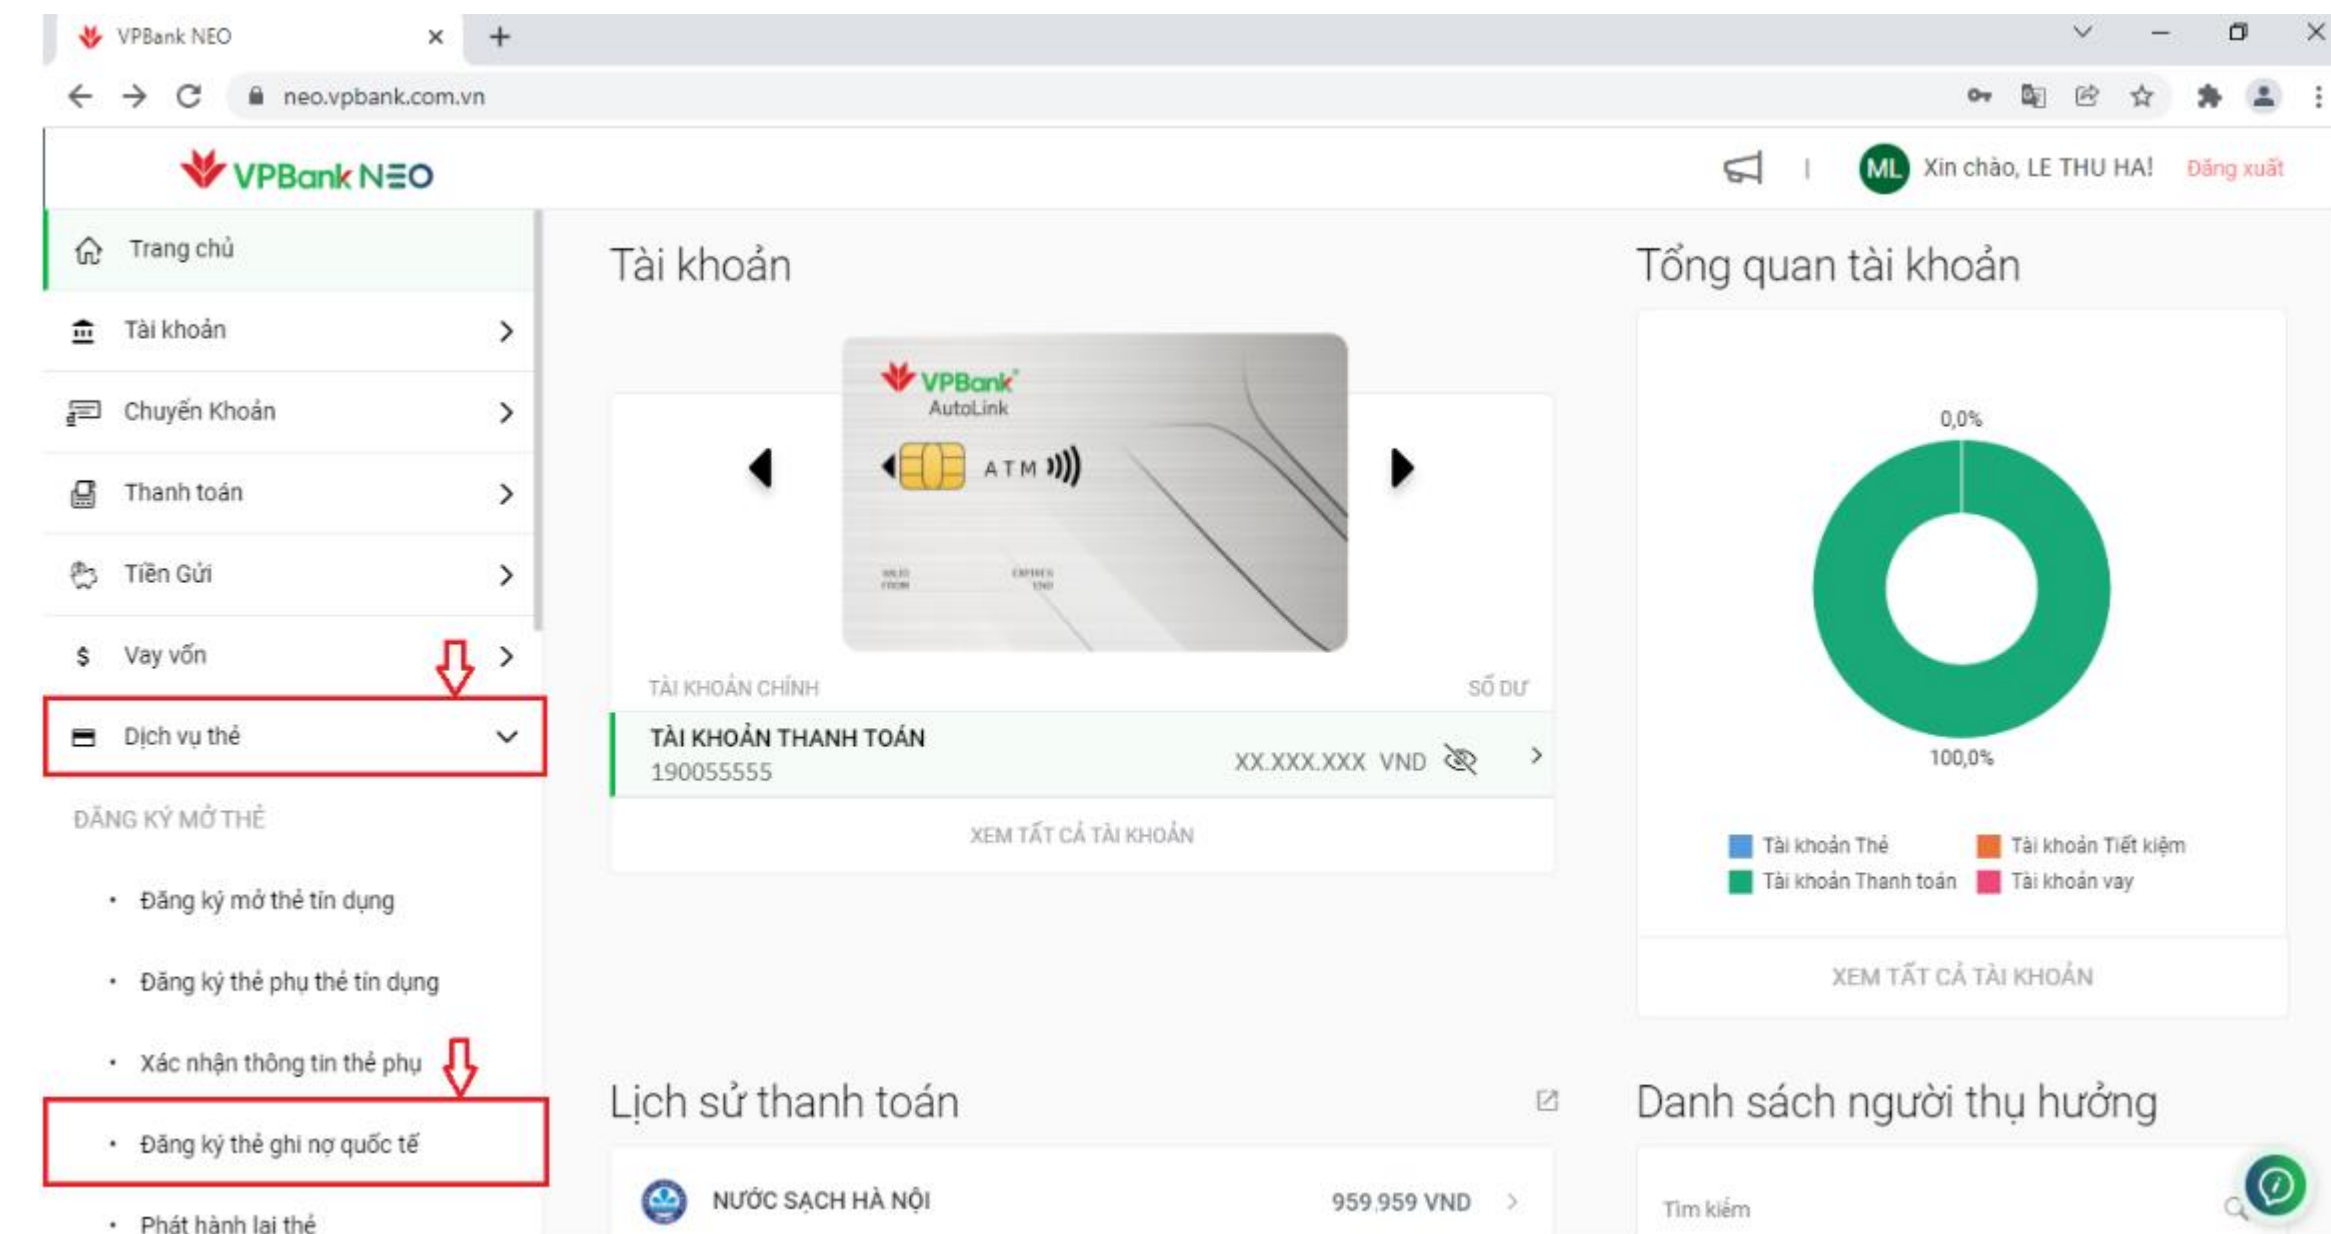 VPBank NEO
neo.vpbank.com.vn
VPBank NEO
ML Xin chào, LE THU HA! Đăng xuất
Trang chủ
Tài khoản
Chuyển Khoản
Thanh toán
Tiền Gửi
$ Vay vốn
Dịch vụ thẻ
ĐĂNG KÝ MỞ THẺ
• Đăng ký mở thẻ tín dụng
• Đăng ký thẻ phụ thẻ tín dụng
• Xác nhận thông tin thẻ phụ
• Đăng ký thẻ ghi nợ quốc tế
• Phát hành lại thẻ
Tài khoản
VPBank
AutoLink
ATM
VALID FROM
EXPIRES END
TÀI KHOẢN CHÍNH SỐ DƯ
TÀI KHOẢN THANH TOÁN
190055555
XX.XXX.XXX VND
XEM TẤT CẢ TÀI KHOẢN
Lịch sử thanh toán
NƯỚC SẠCH HÀ NỘI 959,959 VND
Tổng quan tài khoản
0,0%
100,0%
Tài khoản Thẻ
Tài khoản Tiết kiệm
Tài khoản Thanh toán
Tài khoản vay
XEM TẤT CẢ TÀI KHOẢN
Danh sách người thụ hưởng
Tìm kiếm